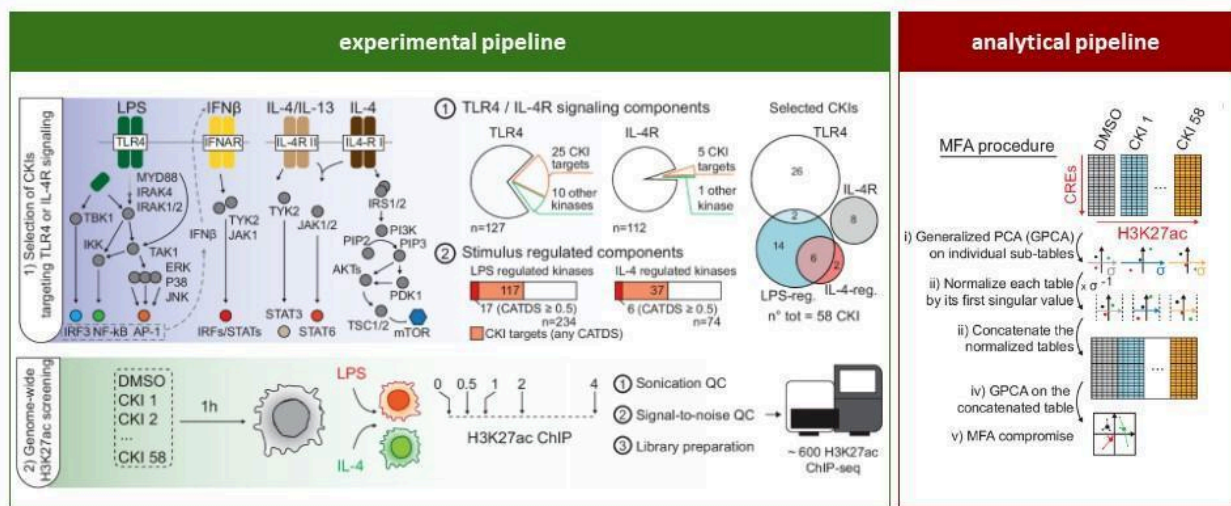 experimental pipeline
analytical pipeline
1) Selection of CKIs
targeting TLR4 or IL-4R signaling
LPS
IFNβ
IL-4/IL-13
IL-4
TLR4
IFNAR
IL-4R II
IL4-R I
MYD88
IRAK4
IRAK1/2
TBK1
IKK
TAK1
IFNβ
TYK2
JAK1
TYK2
JAK1/2
IRS1/2
PI3K
PIP2
PIP3
AKTs
PDK1
TSC1/2
mTOR
ERK
P38
JNK
STAT3
STAT6
IRF3
NF-kB
AP-1
IRFs/STATs
1 TLR4 / IL-4R signaling components
TLR4
25 CKI
targets
10 other
kinases
n=127
IL-4R
5 CKI
targets
1 other
kinase
n=112
2 Stimulus regulated components
LPS regulated kinases
117
17 (CATDS ≥ 0.5)
n=234
IL-4 regulated kinases
37
6 (CATDS ≥ 0.5)
n=74
CKI targets (any CATDS)
Selected CKIs
TLR4
26
IL-4R
8
2
14
6
2
LPS-reg.
IL-4-reg.
n° tot = 58 CKI
2) Genome-wide
H3K27ac screening
DMSO
CKI 1
CKI 2
...
CKI 58
1h
LPS
IL-4
0 0.5 1 2 4
H3K27ac ChIP
1 Sonication QC
2 Signal-to-noise QC
3 Library preparation
~ 600 H3K27ac
ChIP-seq
MFA procedure
DMSO
CKI 1
CKI 58
CREs
...
H3K27ac
i) Generalized PCA (GPCA)
on individual sub-tables
σ σ σ
ii) Normalize each table
by its first singular value
x σ⁻¹
ii) Concatenate the
normalized tables
...
iv) GPCA on the
concatenated table
v) MFA compromise